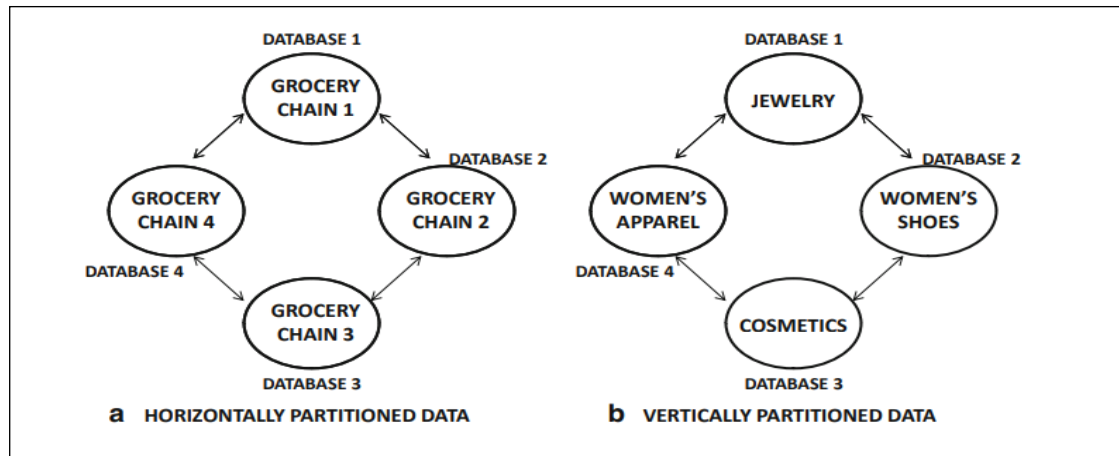 DATABASE 1
GROCERY
CHAIN 1
DATABASE 2
GROCERY
CHAIN 4
GROCERY
CHAIN 2
DATABASE 4
GROCERY
CHAIN 3
DATABASE 3
a HORIZONTALLY PARTITIONED DATA
DATABASE 1
JEWELRY
DATABASE 2
WOMEN'S
APPAREL
WOMEN'S
SHOES
DATABASE 4
COSMETICS
DATABASE 3
b VERTICALLY PARTITIONED DATA